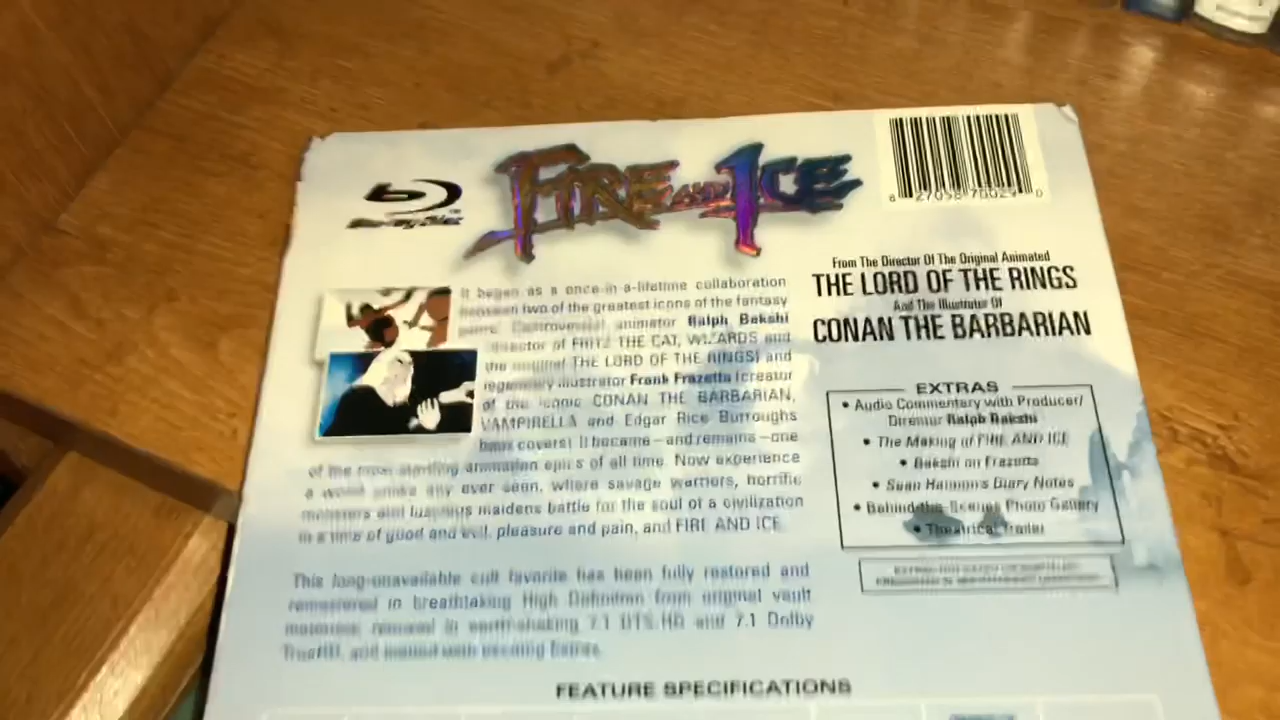 Blu-ray Disc
FIRE AND ICE
8 27058 70029 0
It began as a once-in-a-lifetime collaboration
between two of the greatest icons of the fantasy
genre. Controversial animator Ralph Bakshi
director of FRITZ THE CAT, WIZARDS and
the original THE LORD OF THE RINGS) and
legendary illustrator Frank Frazetta (creator
of the iconic CONAN THE BARBARIAN,
VAMPIRELLA and Edgar Rice Burroughs
book covers) It became – and remains – one
of the most startling animation epics of all time. Now experience
a world unlike any ever seen, where savage warriors, horrific
monsters and luscious maidens battle for the soul of a civilization
in a time of good and evil, pleasure and pain, and FIRE AND ICE
This long-unavailable cult favorite has been fully restored and
remastered in breathtaking High Definition from original vault
materials, remixed in earth-shaking 7.1 DTS-HD and 7.1 Dolby
TrueHD, and loaded with exciting Extras.
From The Director Of The Original Animated
THE LORD OF THE RINGS
And The Illustrator Of
CONAN THE BARBARIAN
EXTRAS
• Audio Commentary with Producer/
Director Ralph Bakshi
• The Making of FIRE AND ICE
• Bakshi on Frazetta
• Sean Hannon's Diary Notes
• Behind-the-Scenes Photo Gallery
• Theatrical Trailer
FEATURE SPECIFICATIONS